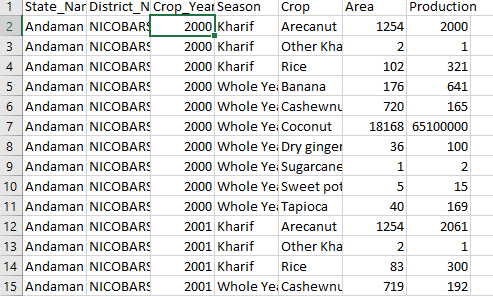 1 State_Nar District_N Crop_Year Season Crop Area Production
2 Andaman NICOBARS 2000 Kharif Arecanut 1254 2000
3 Andaman NICOBARS 2000 Kharif Other Kha 2 1
4 Andaman NICOBARS 2000 Kharif Rice 102 321
5 Andaman NICOBARS 2000 Whole Yea Banana 176 641
6 Andaman NICOBARS 2000 Whole Yea Cashewnu 720 165
7 Andaman NICOBARS 2000 Whole Yea Coconut 18168 65100000
8 Andaman NICOBARS 2000 Whole Yea Dry ginger 36 100
9 Andaman NICOBARS 2000 Whole Yea Sugarcane 1 2
10 Andaman NICOBARS 2000 Whole Yea Sweet pot 5 15
11 Andaman NICOBARS 2000 Whole Yea Tapioca 40 169
12 Andaman NICOBARS 2001 Kharif Arecanut 1254 2061
13 Andaman NICOBARS 2001 Kharif Other Kha 2 1
14 Andaman NICOBARS 2001 Kharif Rice 83 300
15 Andaman NICOBARS 2001 Whole Yea Cashewnu 719 192